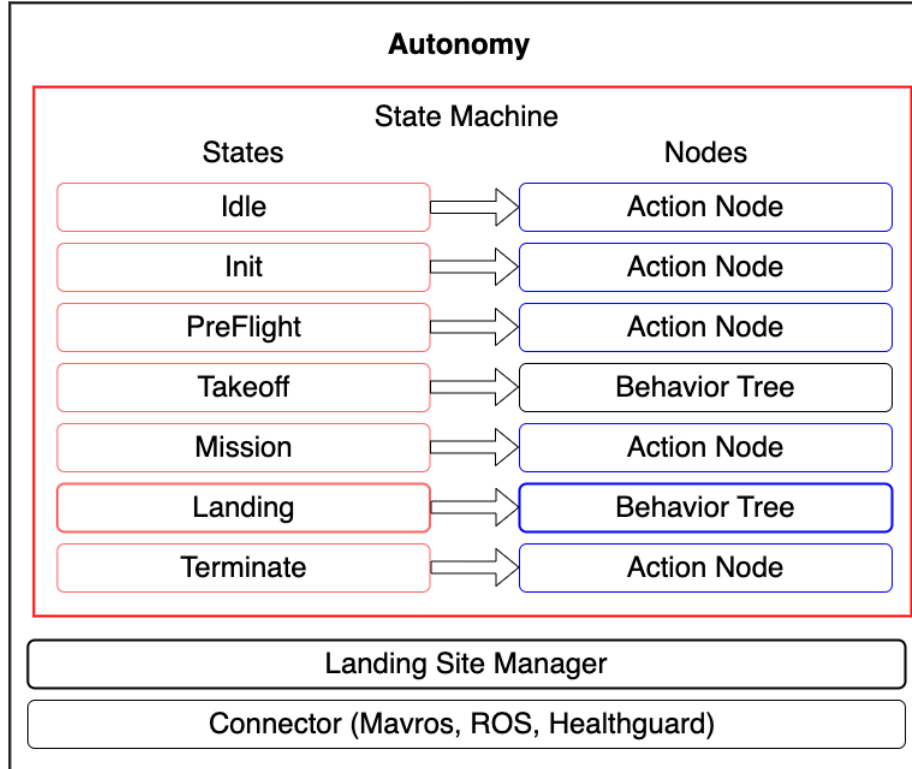 Autonomy
State Machine
States Nodes
Idle Action Node
Init Action Node
PreFlight Action Node
Takeoff Behavior Tree
Mission Action Node
Landing Behavior Tree
Terminate Action Node
Landing Site Manager
Connector (Mavros, ROS, Healthguard)